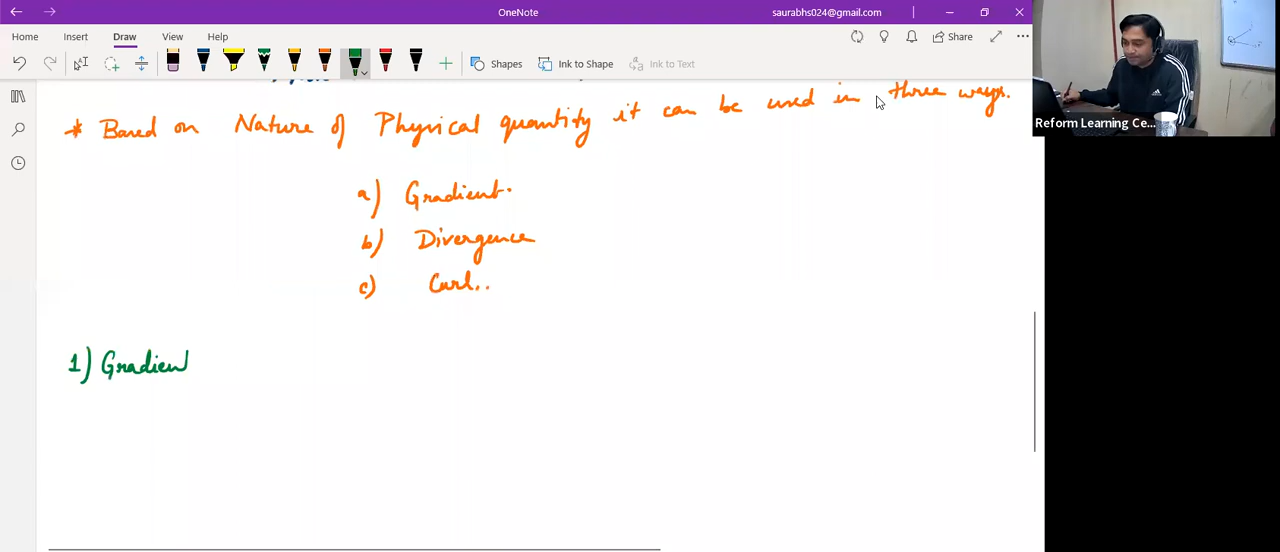 OneNote
saurabhs024@gmail.com
Home Insert Draw View Help
Share
Shapes
Ink to Shape
Ink to Text
* Based on Nature of Physical quantity it can be used in three ways.
a) Gradient.
b) Divergence
c) Curl..
1) Gradien
Reform Learning Ce...